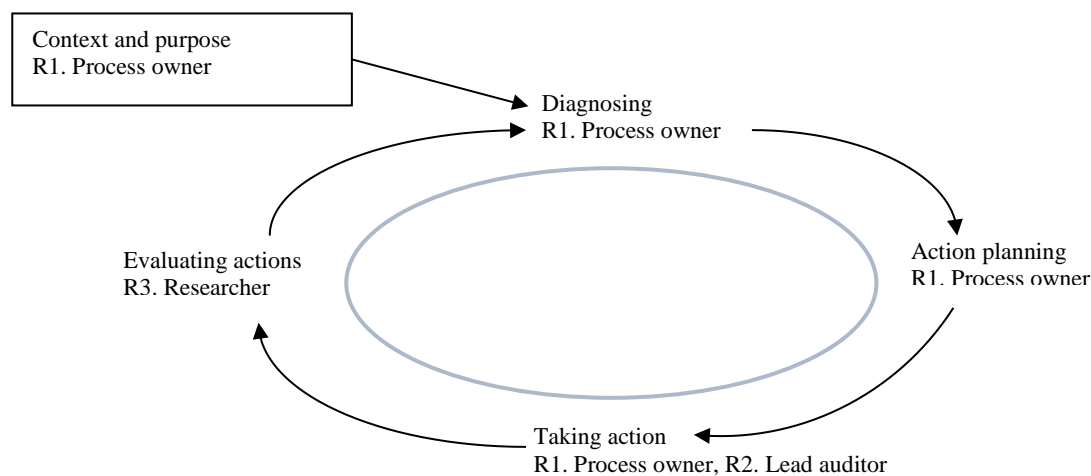 Context and purpose
R1. Process owner
Diagnosing
R1. Process owner
Action planning
R1. Process owner
Evaluating actions
R3. Researcher
Taking action
R1. Process owner, R2. Lead auditor